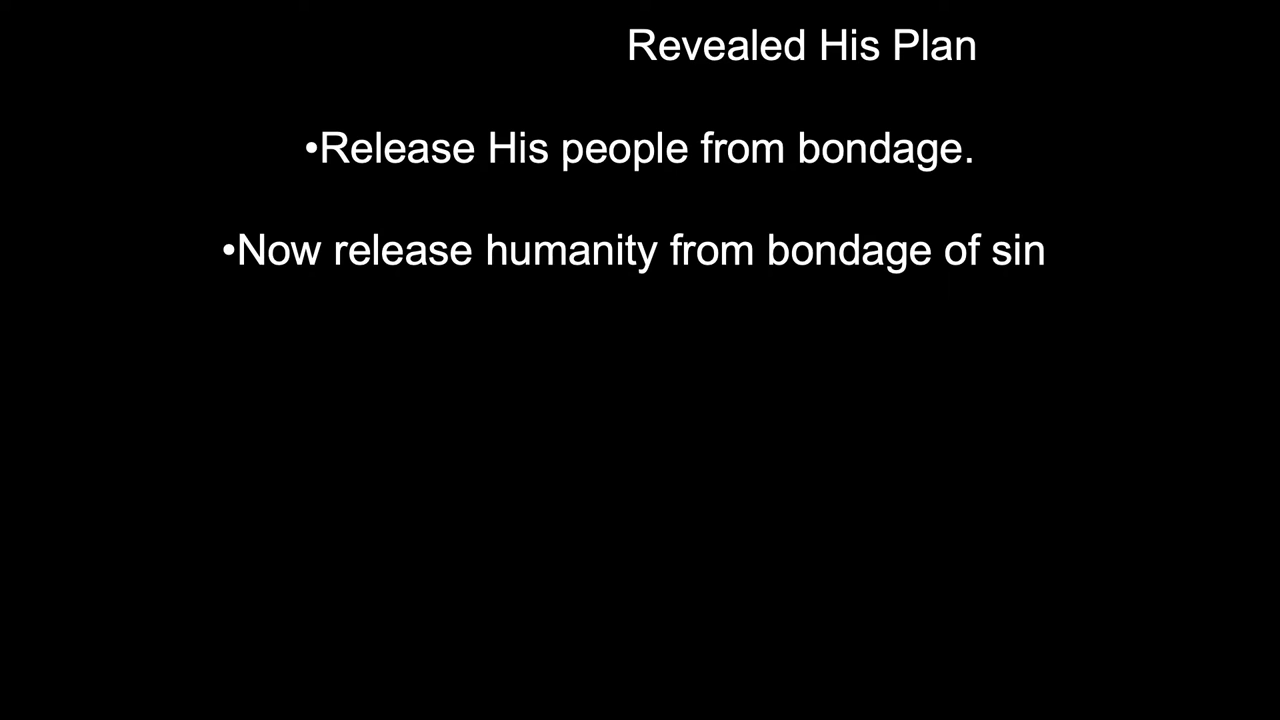 Revealed His Plan
•Release His people from bondage.
•Now release humanity from bondage of sin